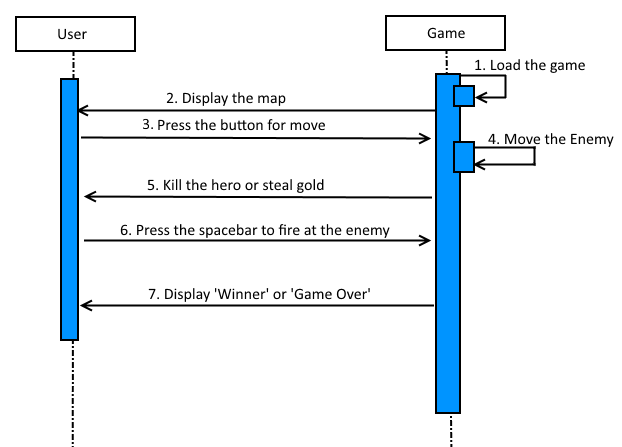 User
Game
1. Load the game
2. Display the map
3. Press the button for move
4. Move the Enemy
5. Kill the hero or steal gold
6. Press the spacebar to fire at the enemy
7. Display 'Winner' or 'Game Over'